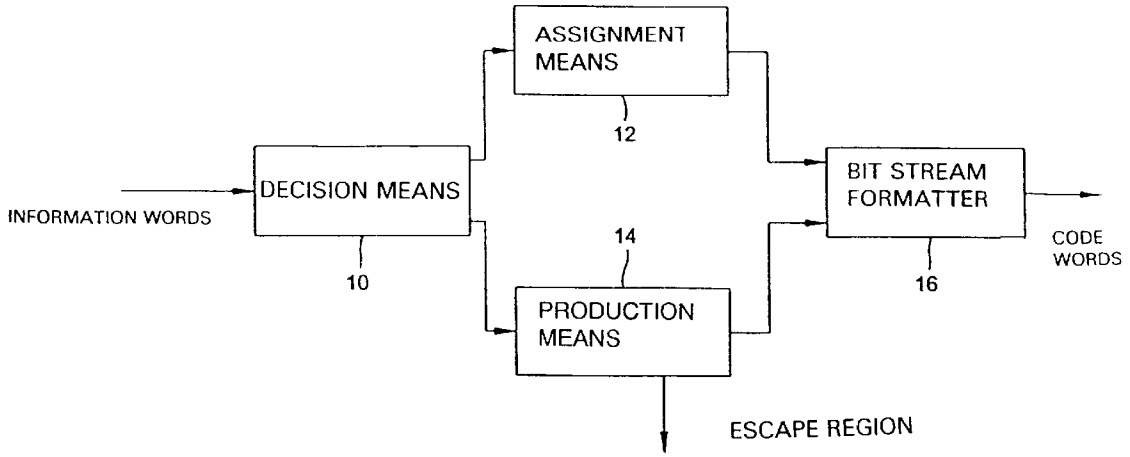 ASSIGNMENT
MEANS
12
DECISION MEANS
10
INFORMATION WORDS
14
PRODUCTION
MEANS
BIT STREAM
FORMATTER
16
CODE
WORDS
ESCAPE REGION